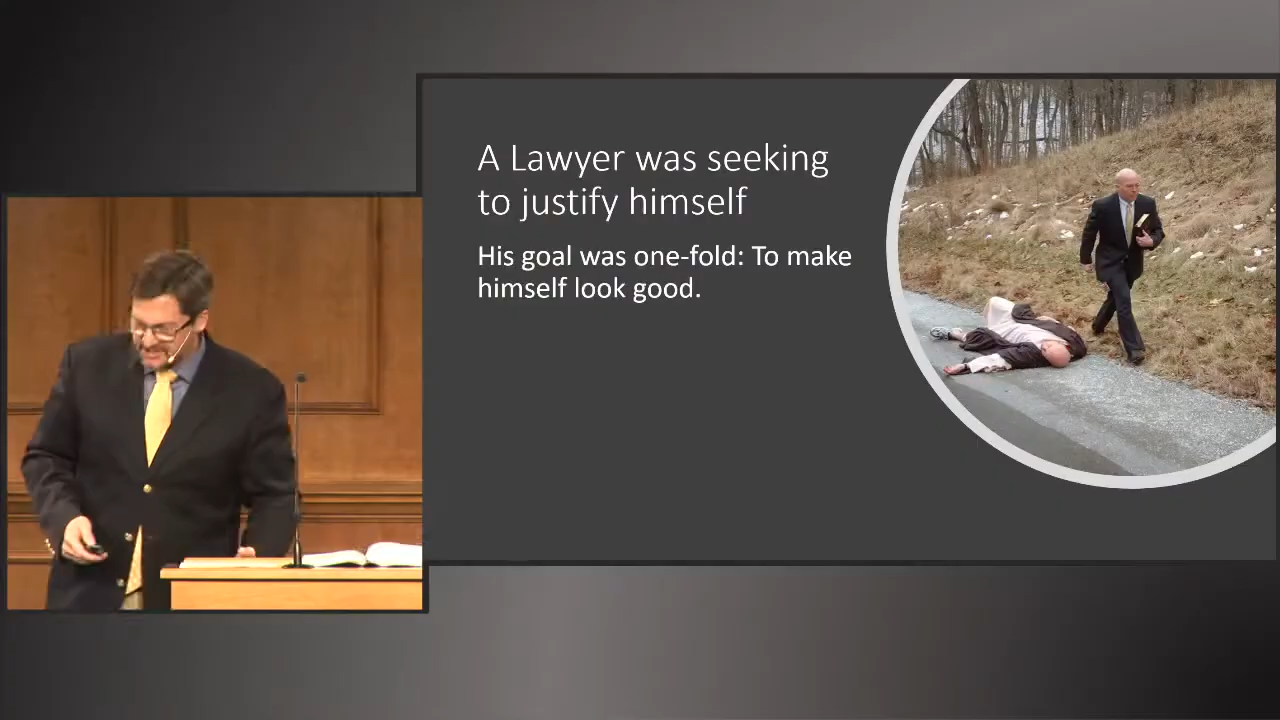 A Lawyer was seeking
to justify himself
His goal was one-fold: To make
himself look good.